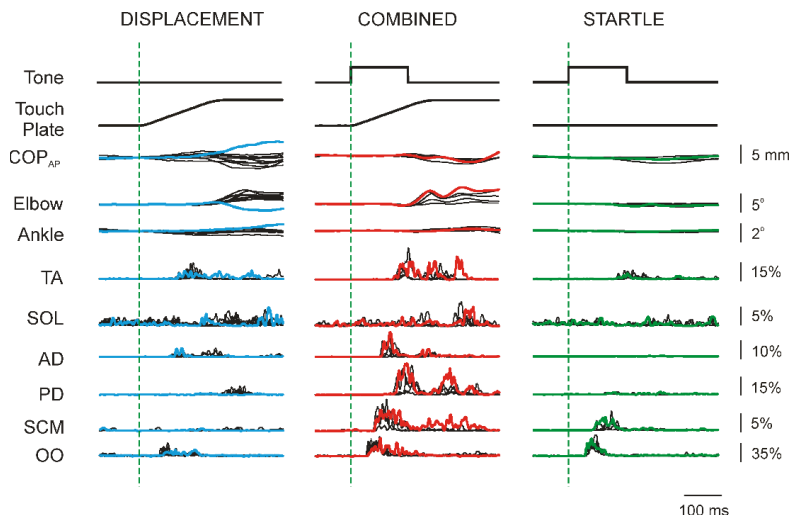 DISPLACEMENT COMBINED STARTLE
Tone
Touch
Plate
COPAP 5 mm
Elbow 5°
Ankle 2°
TA 15%
SOL 5%
AD 10%
PD 15%
SCM 5%
OO 35%
100 ms